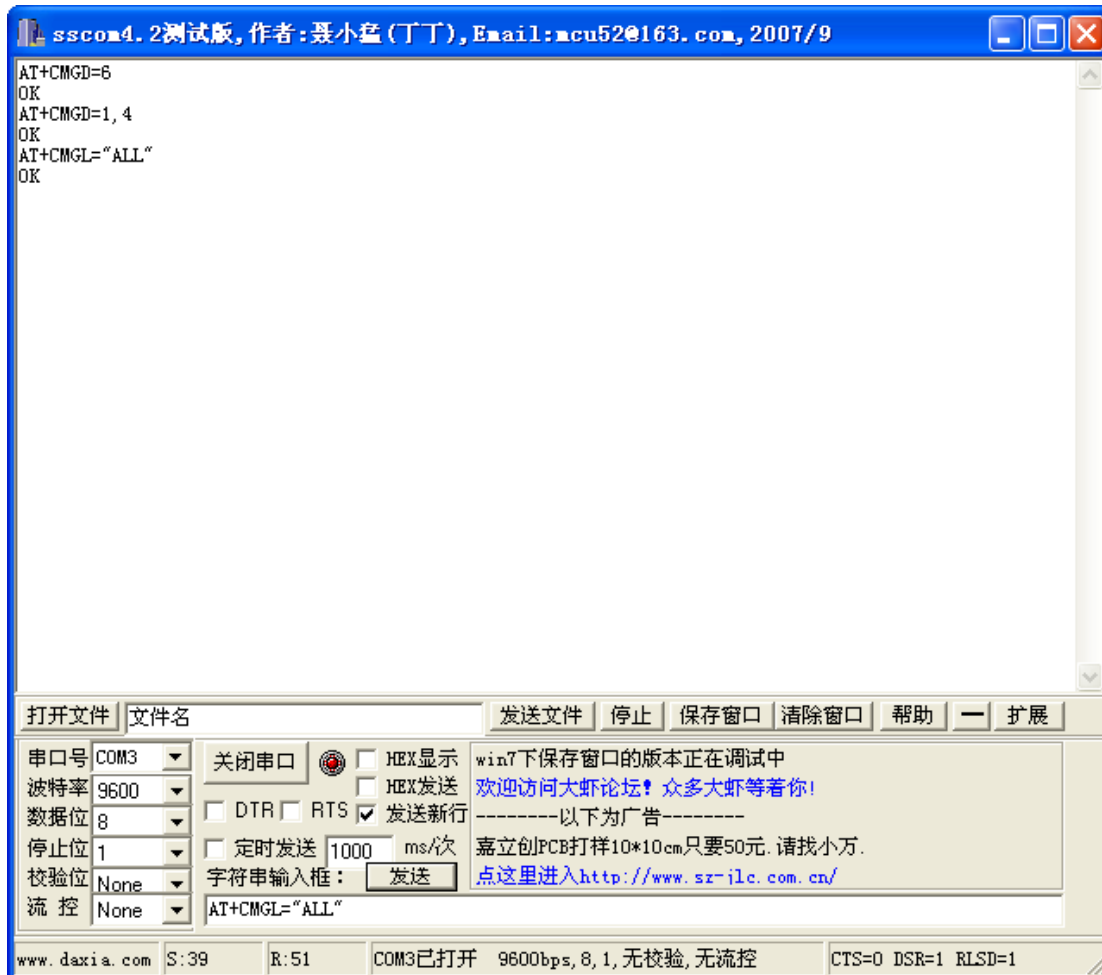 sscom4.2测试版,作者:聂小猛(丁丁),Email:mcu52@163.com,2007/9
AT+CMGD=6
OK
AT+CMGD=1,4
OK
AT+CMGL="ALL"
OK
打开文件 文件名 发送文件 停止 保存窗口 清除窗口 帮助 — 扩展
串口号 COM3 关闭串口 HEX显示 win7下保存窗口的版本正在调试中
波特率 9600 HEX发送 欢迎访问大虾论坛! 众多大虾等着你!
数据位 8 DTR RTS 发送新行 --------以下为广告--------
停止位 1 定时发送 1000 ms/次 嘉立创PCB打样10*10cm只要50元.请找小万.
校验位 None 字符串输入框: 发送 点这里进入http://www.sz-jlc.com.cn/
流 控 None AT+CMGL="ALL"
www.daxia.com S:39 R:51 COM3已打开 9600bps,8,1,无校验,无流控 CTS=0 DSR=1 RLSD=1